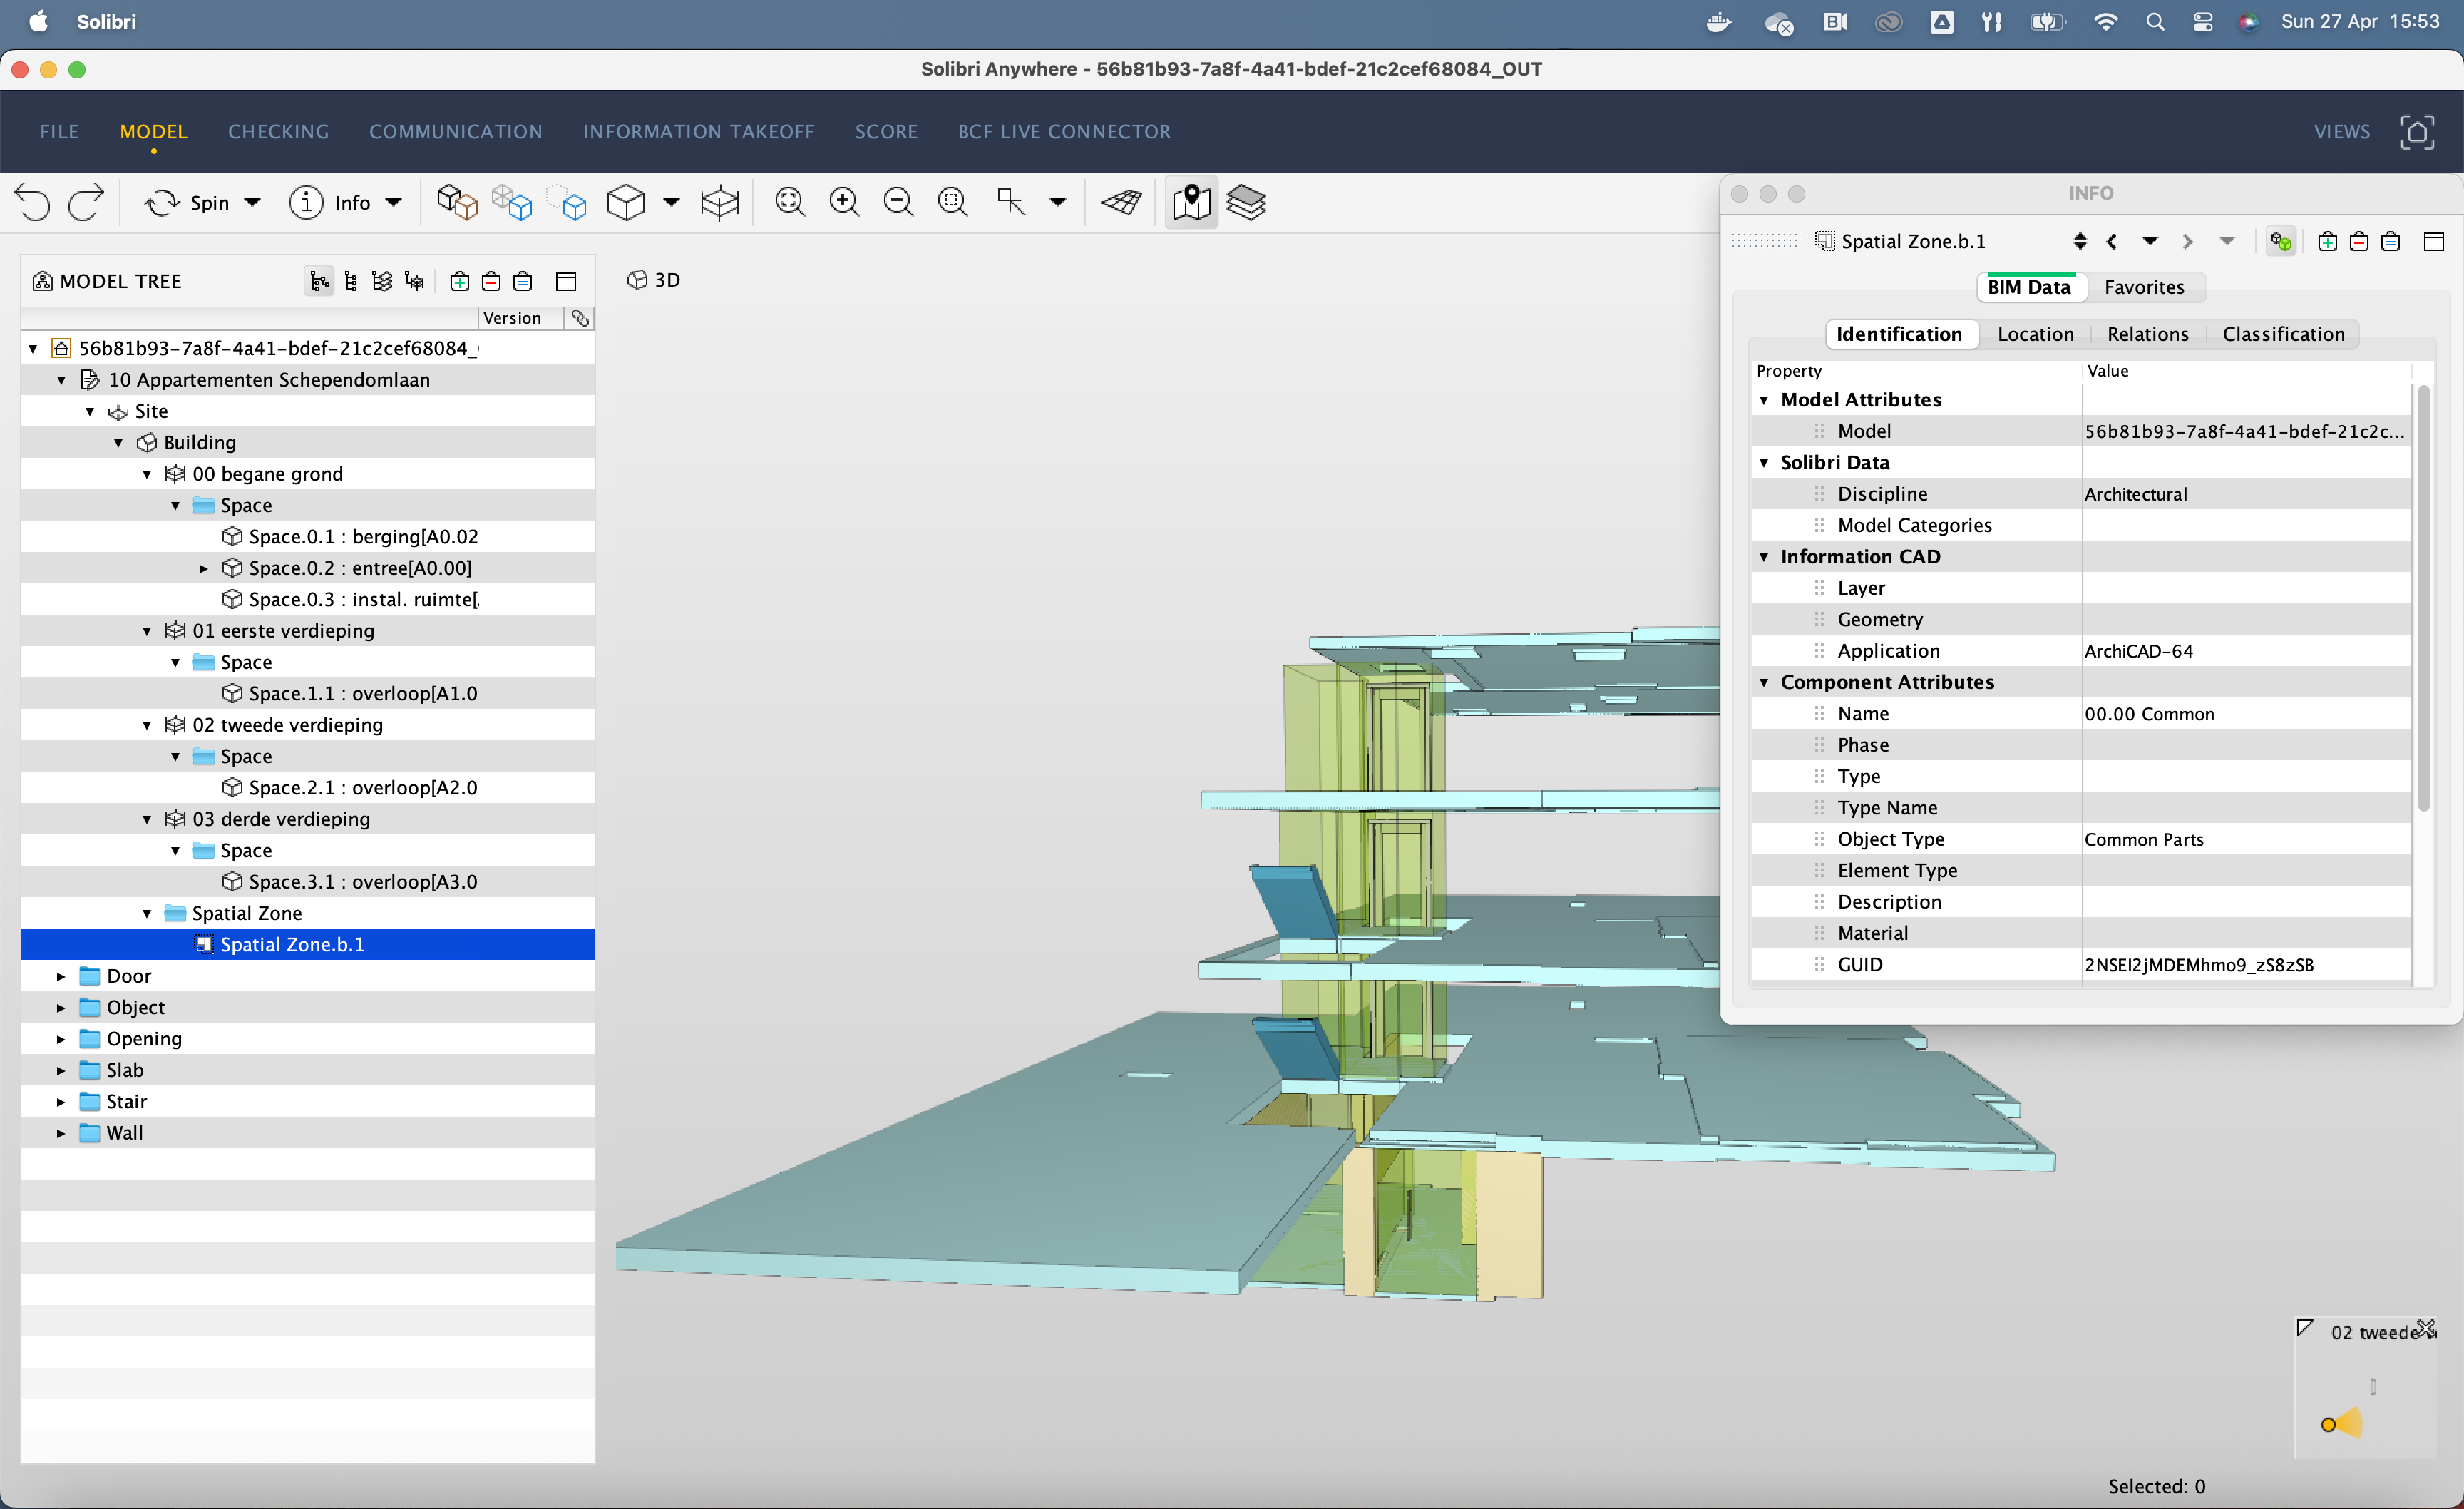 Solibri
Sun 27 Apr 15:53
Solibri Anywhere - 56b81b93-7a8f-4a41-bdef-21c2cef68084_OUT
FILE MODEL CHECKING COMMUNICATION INFORMATION TAKEOFF SCORE BCF LIVE CONNECTOR VIEWS
Spin Info
MODEL TREE
Version
56b81b93-7a8f-4a41-bdef-21c2cef68084_
10 Appartementen Schependomlaan
Site
Building
00 begane grond
Space
Space.0.1 : berging[A0.02
Space.0.2 : entree[A0.00]
Space.0.3 : instal. ruimte[
01 eerste verdieping
Space
Space.1.1 : overloop[A1.0
02 tweede verdieping
Space
Space.2.1 : overloop[A2.0
03 derde verdieping
Space
Space.3.1 : overloop[A3.0
Spatial Zone
Spatial Zone.b.1
Door
Object
Opening
Slab
Stair
Wall
3D
INFO
Spatial Zone.b.1
BIM Data Favorites
Identification Location Relations Classification
Property Value
Model Attributes
Model 56b81b93-7a8f-4a41-bdef-21c2c...
Solibri Data
Discipline Architectural
Model Categories
Information CAD
Layer
Geometry
Application ArchiCAD-64
Component Attributes
Name 00.00 Common
Phase
Type
Type Name
Object Type Common Parts
Element Type
Description
Material
GUID 2NSEI2jMDEMhmo9_zS8zSB
02 tweede
Selected: 0